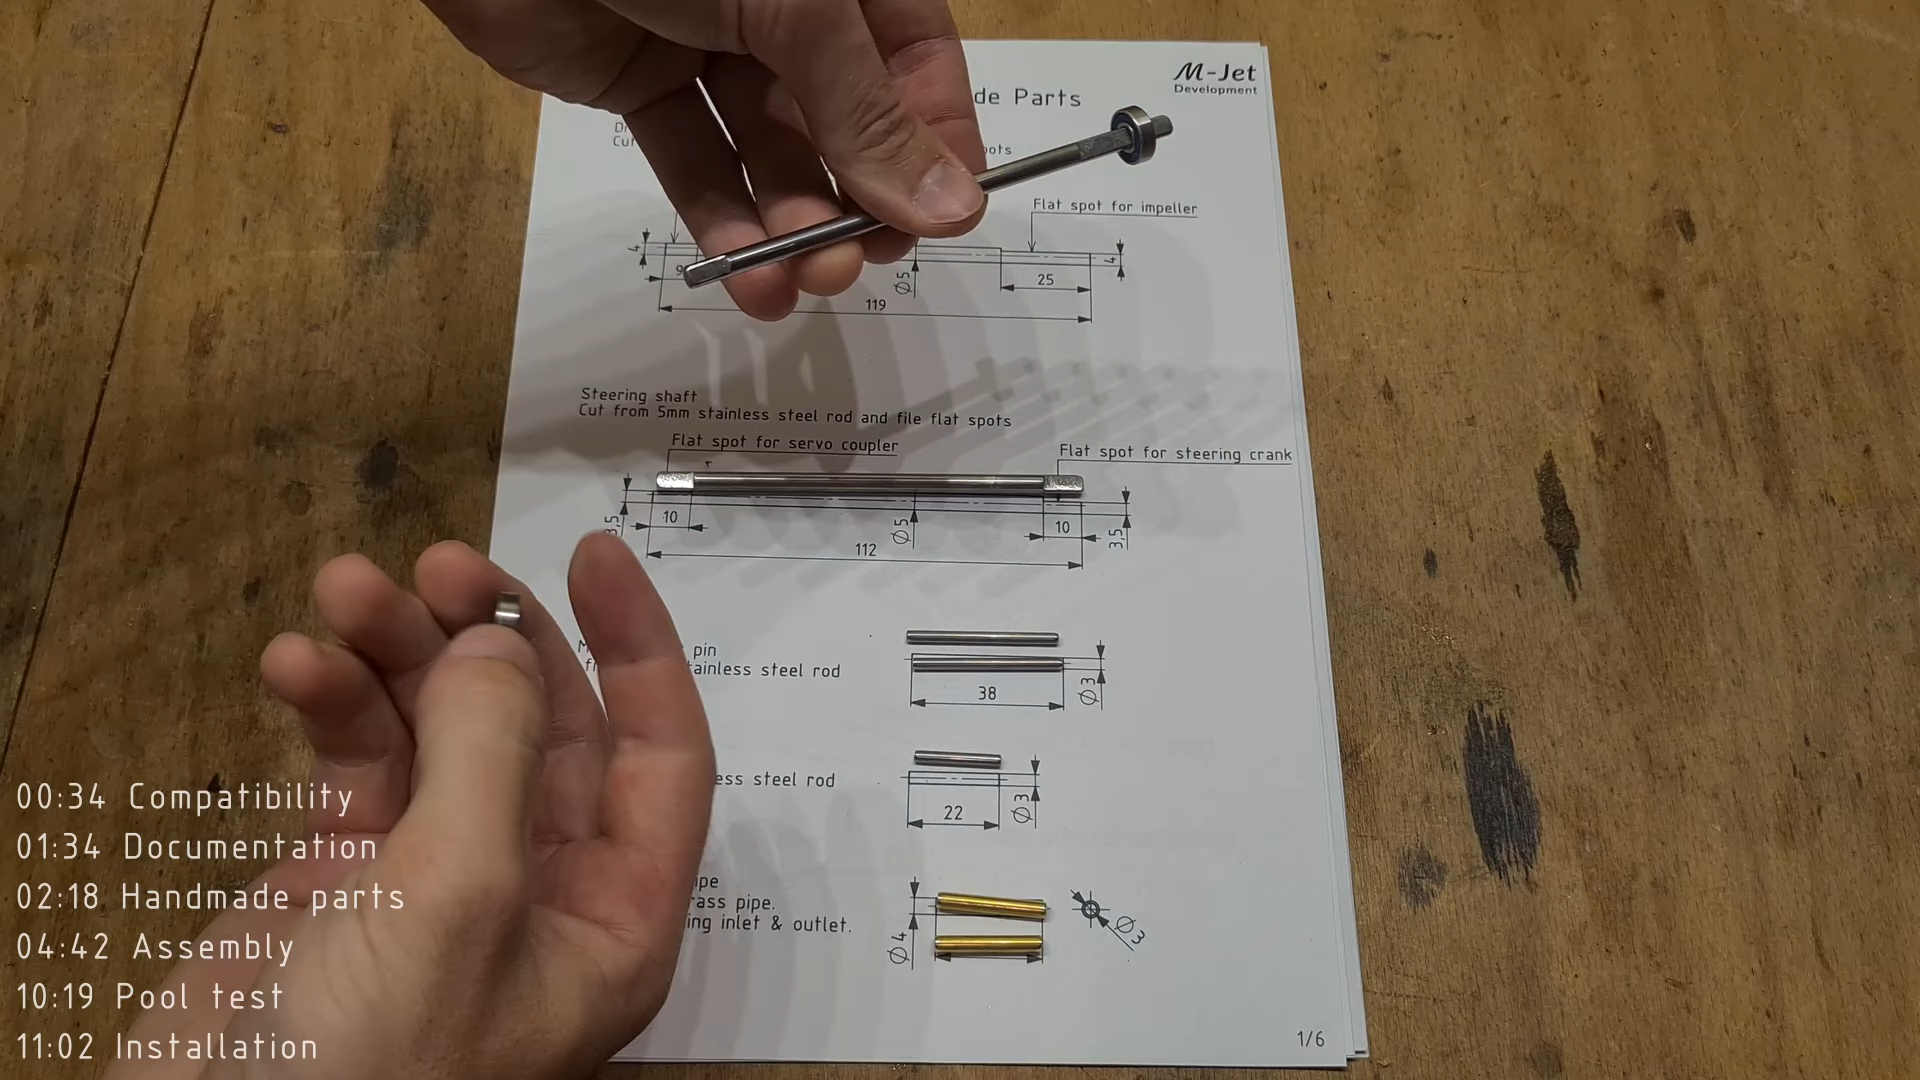 M-Jet
Development
de Parts
Flat spot for impeller
4
9
Ø5
25
4
119
Steering shaft
Cut from 5mm stainless steel rod and file flat spots
Flat spot for servo coupler
Flat spot for steering crank
10
Ø5
10
3,5
112
pin
stainless steel rod
38
Ø3
steel rod
22
Ø3
pipe.
inlet & outlet.
Ø4
Ø3
1/6
00:34 Compatibility
01:34 Documentation
02:18 Handmade parts
04:42 Assembly
10:19 Pool test
11:02 Installation